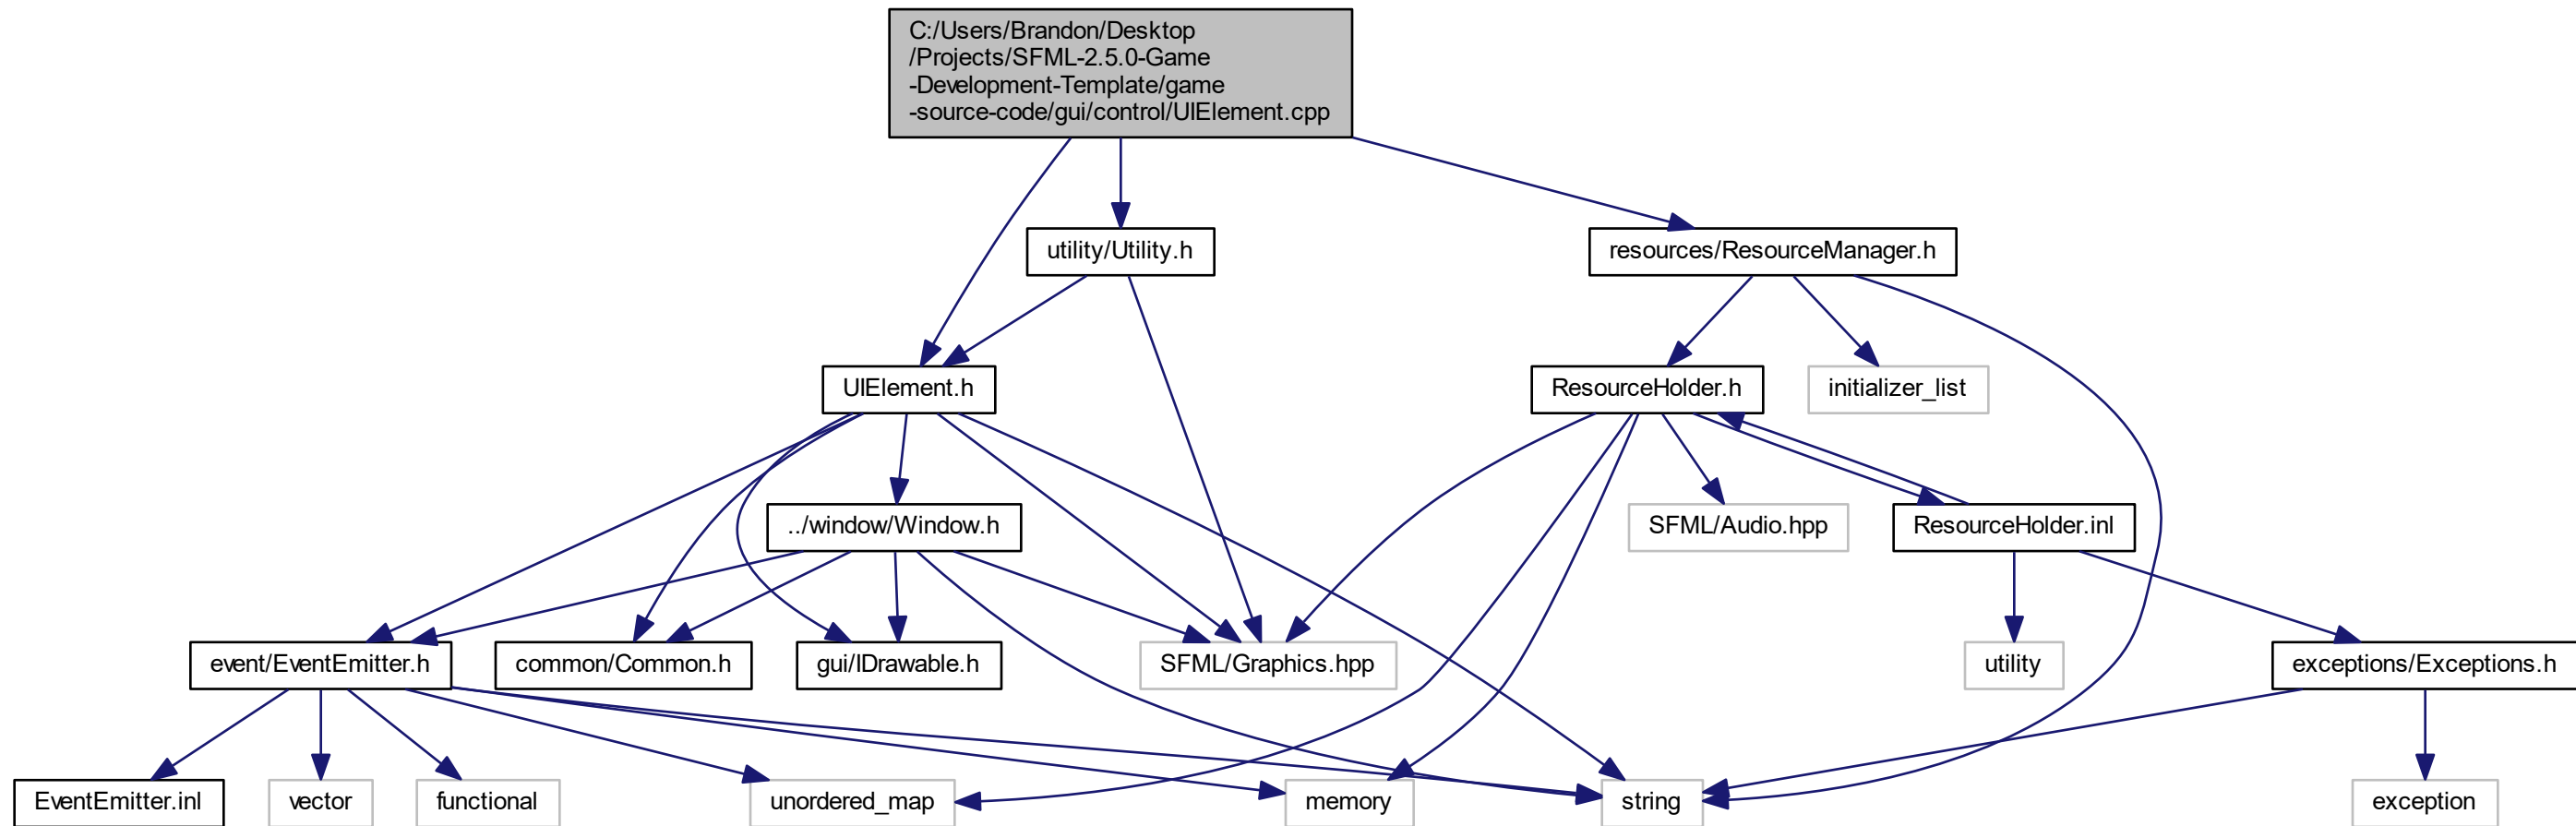 C:/Users/Brandon/Desktop
/Projects/SFML-2.5.0-Game
-Development-Template/game
-source-code/gui/control/UIElement.cpp
utility/Utility.h
resources/ResourceManager.h
UIElement.h
ResourceHolder.h
initializer_list
../window/Window.h
SFML/Audio.hpp
ResourceHolder.inl
event/EventEmitter.h
common/Common.h
gui/IDrawable.h
SFML/Graphics.hpp
utility
exceptions/Exceptions.h
EventEmitter.inl
vector
functional
unordered_map
memory
string
exception